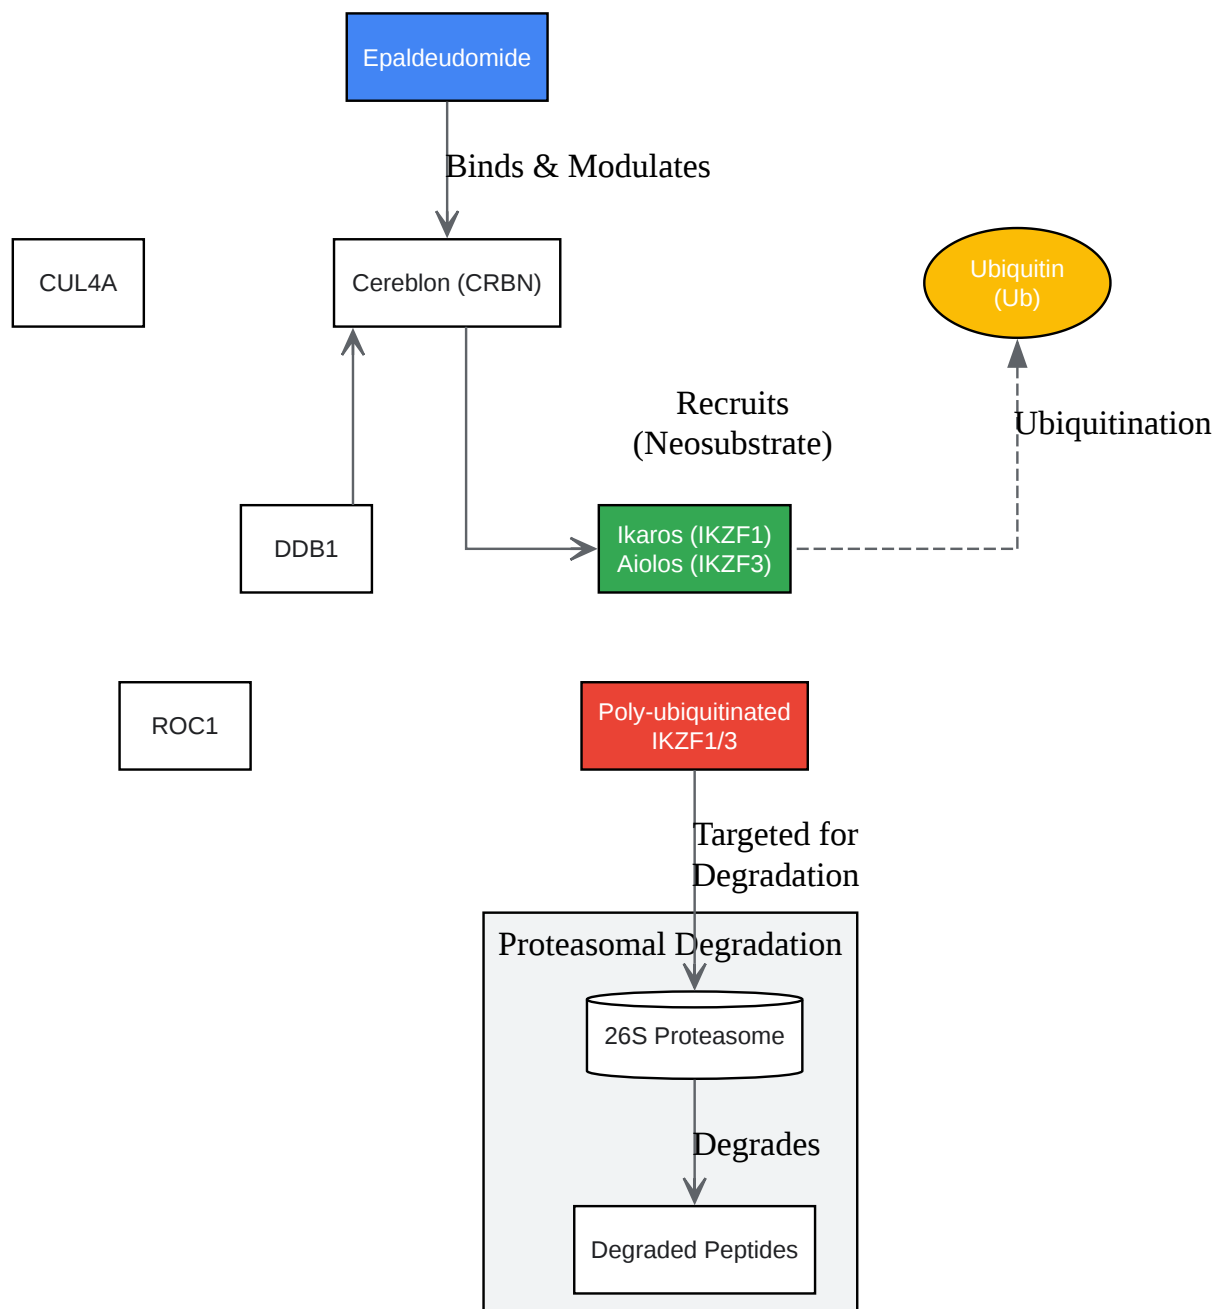 Epaldeudomide
Binds & Modulates
CUL4A
Cereblon (CRBN)
Ubiquitin
(Ub)
Recruits
(Neosubstrate)
Ubiquitination
DDB1
Ikaros (IKZF1)
Aiolos (IKZF3)
ROC1
Poly-ubiquitinated
IKZF1/3
Targeted for
Degradation
Proteasomal Degradation
26S Proteasome
Degrades
Degraded Peptides